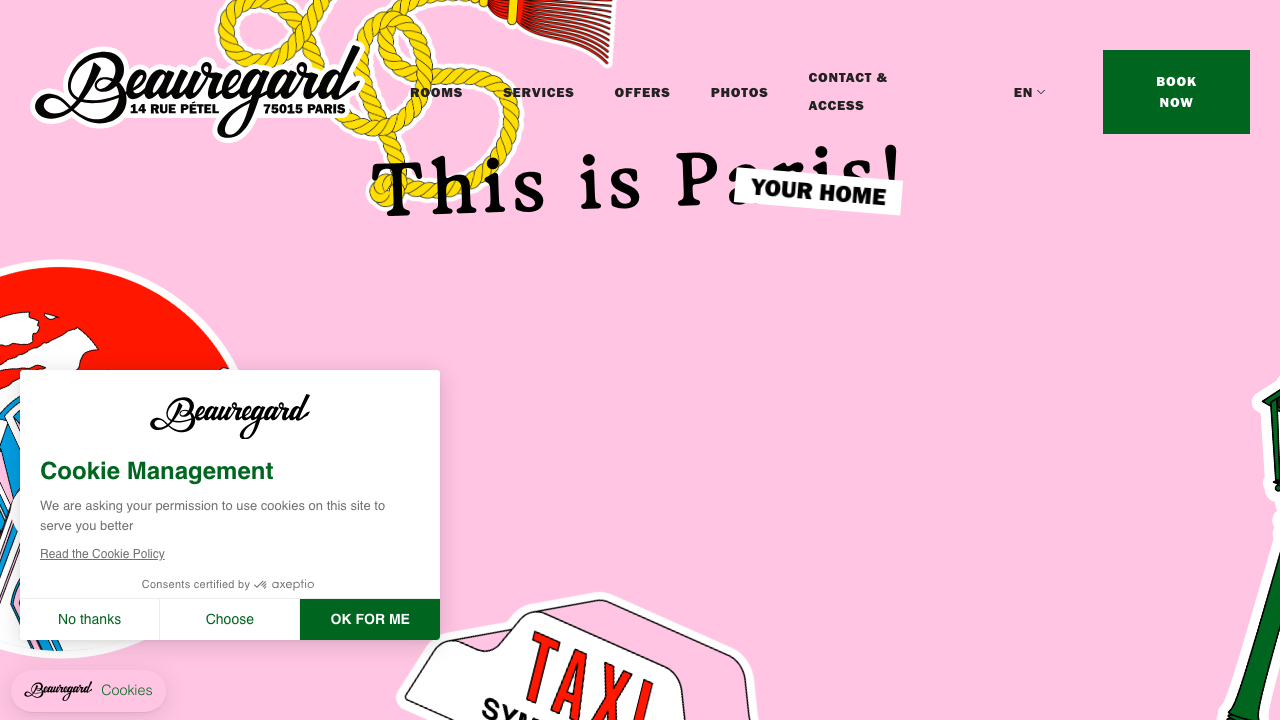 Beauregard
14 RUE PÉTEL 75015 PARIS
ROOMS
SERVICES
OFFERS
PHOTOS
CONTACT &
ACCESS
EN
BOOK
NOW
This is Paris!
YOUR HOME
Beauregard
Cookie Management
We are asking your permission to use cookies on this site to
serve you better
Read the Cookie Policy
Consents certified by axeptio
No thanks
Choose
OK FOR ME
TAXI
Beauregard Cookies